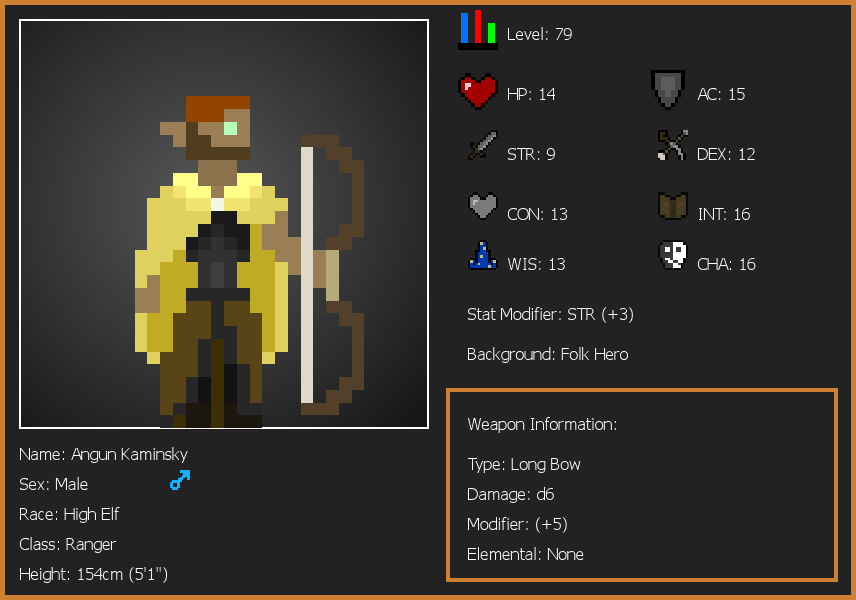 Level: 79
HP: 14
AC: 15
STR: 9
DEX: 12
CON: 13
INT: 16
WIS: 13
CHA: 16
Stat Modifier: STR (+3)
Background: Folk Hero
Weapon Information:
Type: Long Bow
Damage: d6
Modifier: (+5)
Elemental: None
Name: Angun Kaminsky
Sex: Male
Race: High Elf
Class: Ranger
Height: 154cm (5'1")